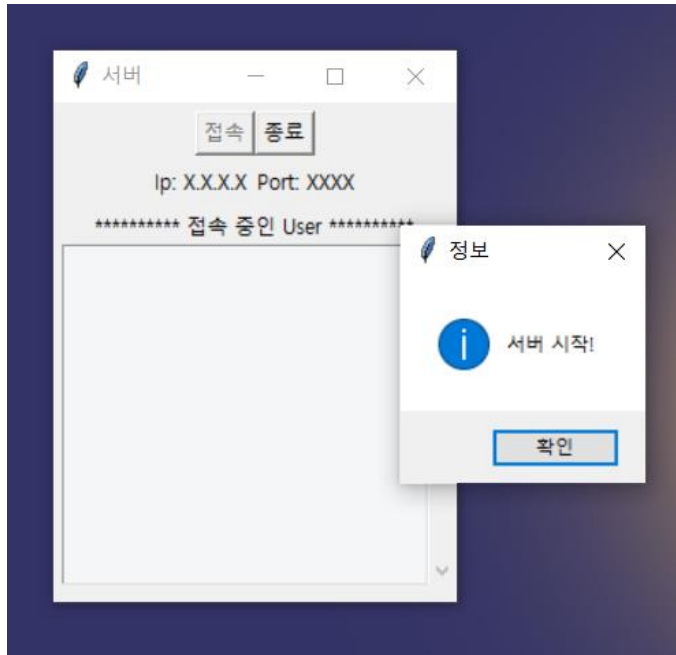 서버
접속 종료
Ip: X.X.X.X Port: XXXX
********** 접속 중인 User **********
정보
서버 시작!
확인